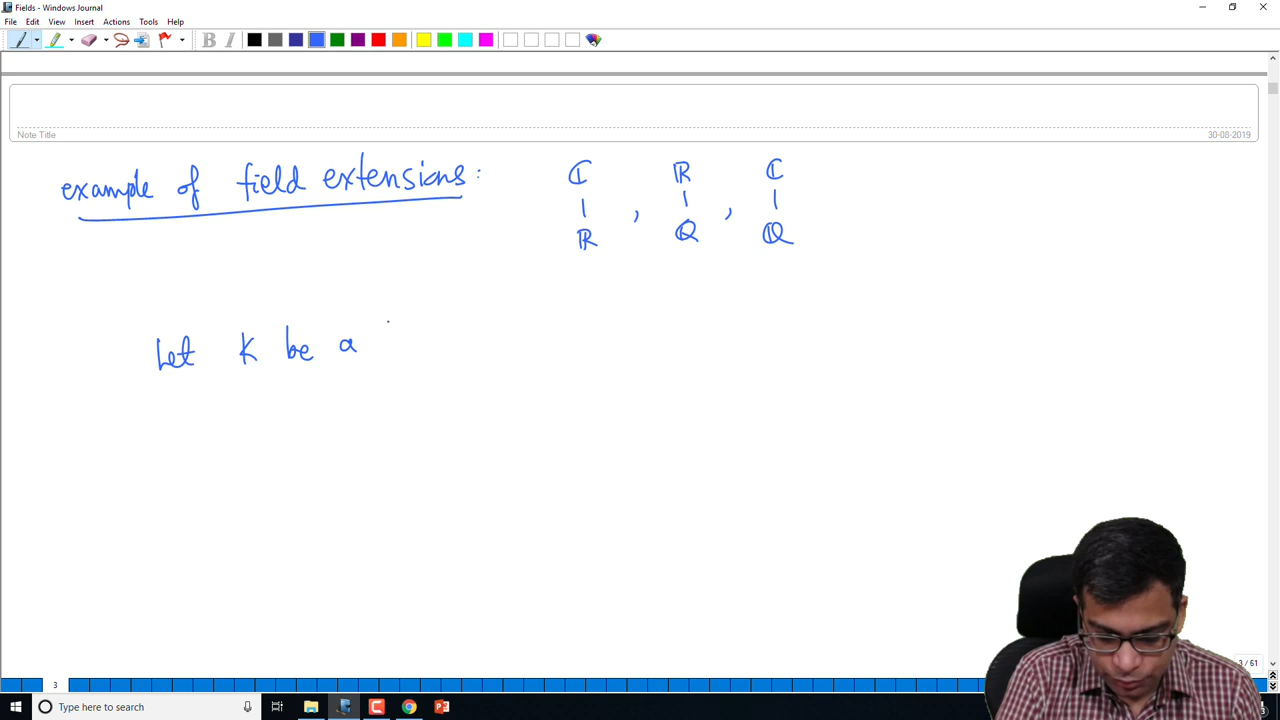 Fields - Windows Journal
File Edit View Insert Actions Tools Help
Note Title
30-08-2019
example of field extensions: ℂ | ℝ , ℝ | ℚ , ℂ | ℚ
Let K be a
3 / 61
3
Type here to search